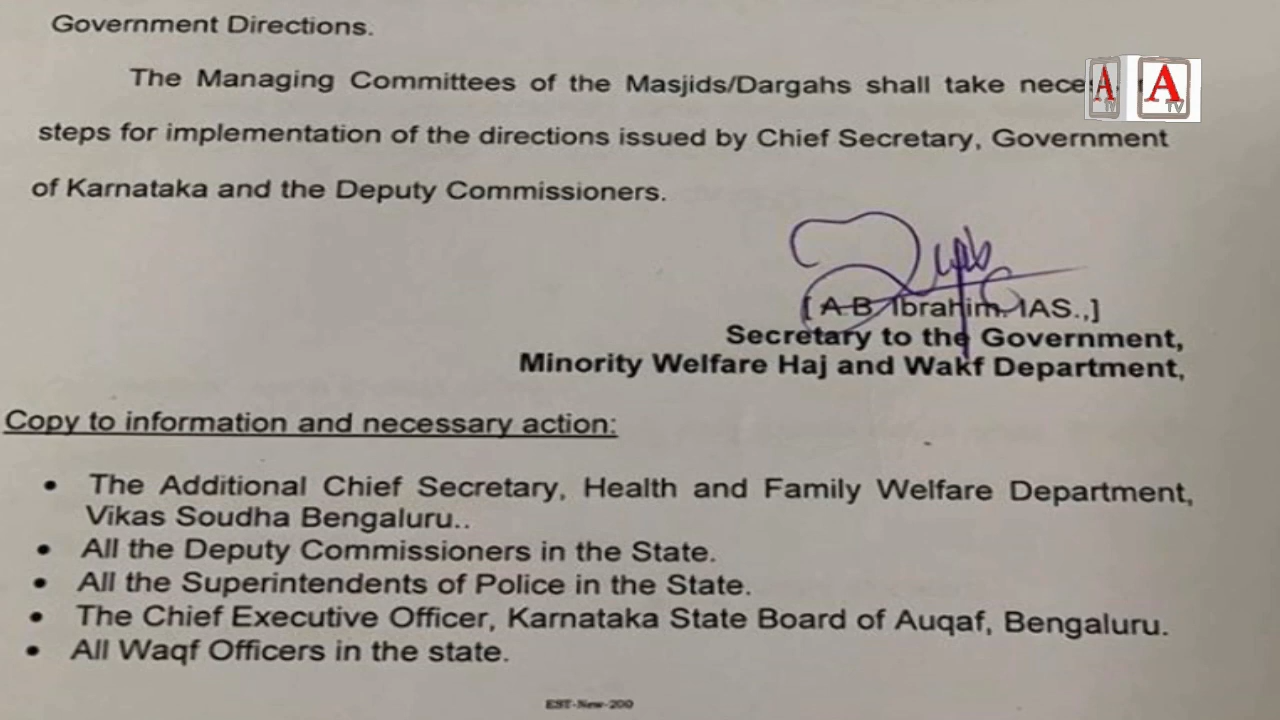 Government Directions.
The Managing Committees of the Masjids/Dargahs shall take
steps for implementation of the directions issued by Chief Secretary, Government
of Karnataka and the Deputy Commissioners.
[ A.B. Ibrahim. IAS.,]
Secretary to the Government,
Minority Welfare Haj and Wakf Department,
Copy to information and necessary action:
• The Additional Chief Secretary, Health and Family Welfare Department,
Vikas Soudha Bengaluru..
• All the Deputy Commissioners in the State.
• All the Superintendents of Police in the State.
• The Chief Executive Officer, Karnataka State Board of Auqaf, Bengaluru.
• All Waqf Officers in the state.
EST-New-200
A TV A TV